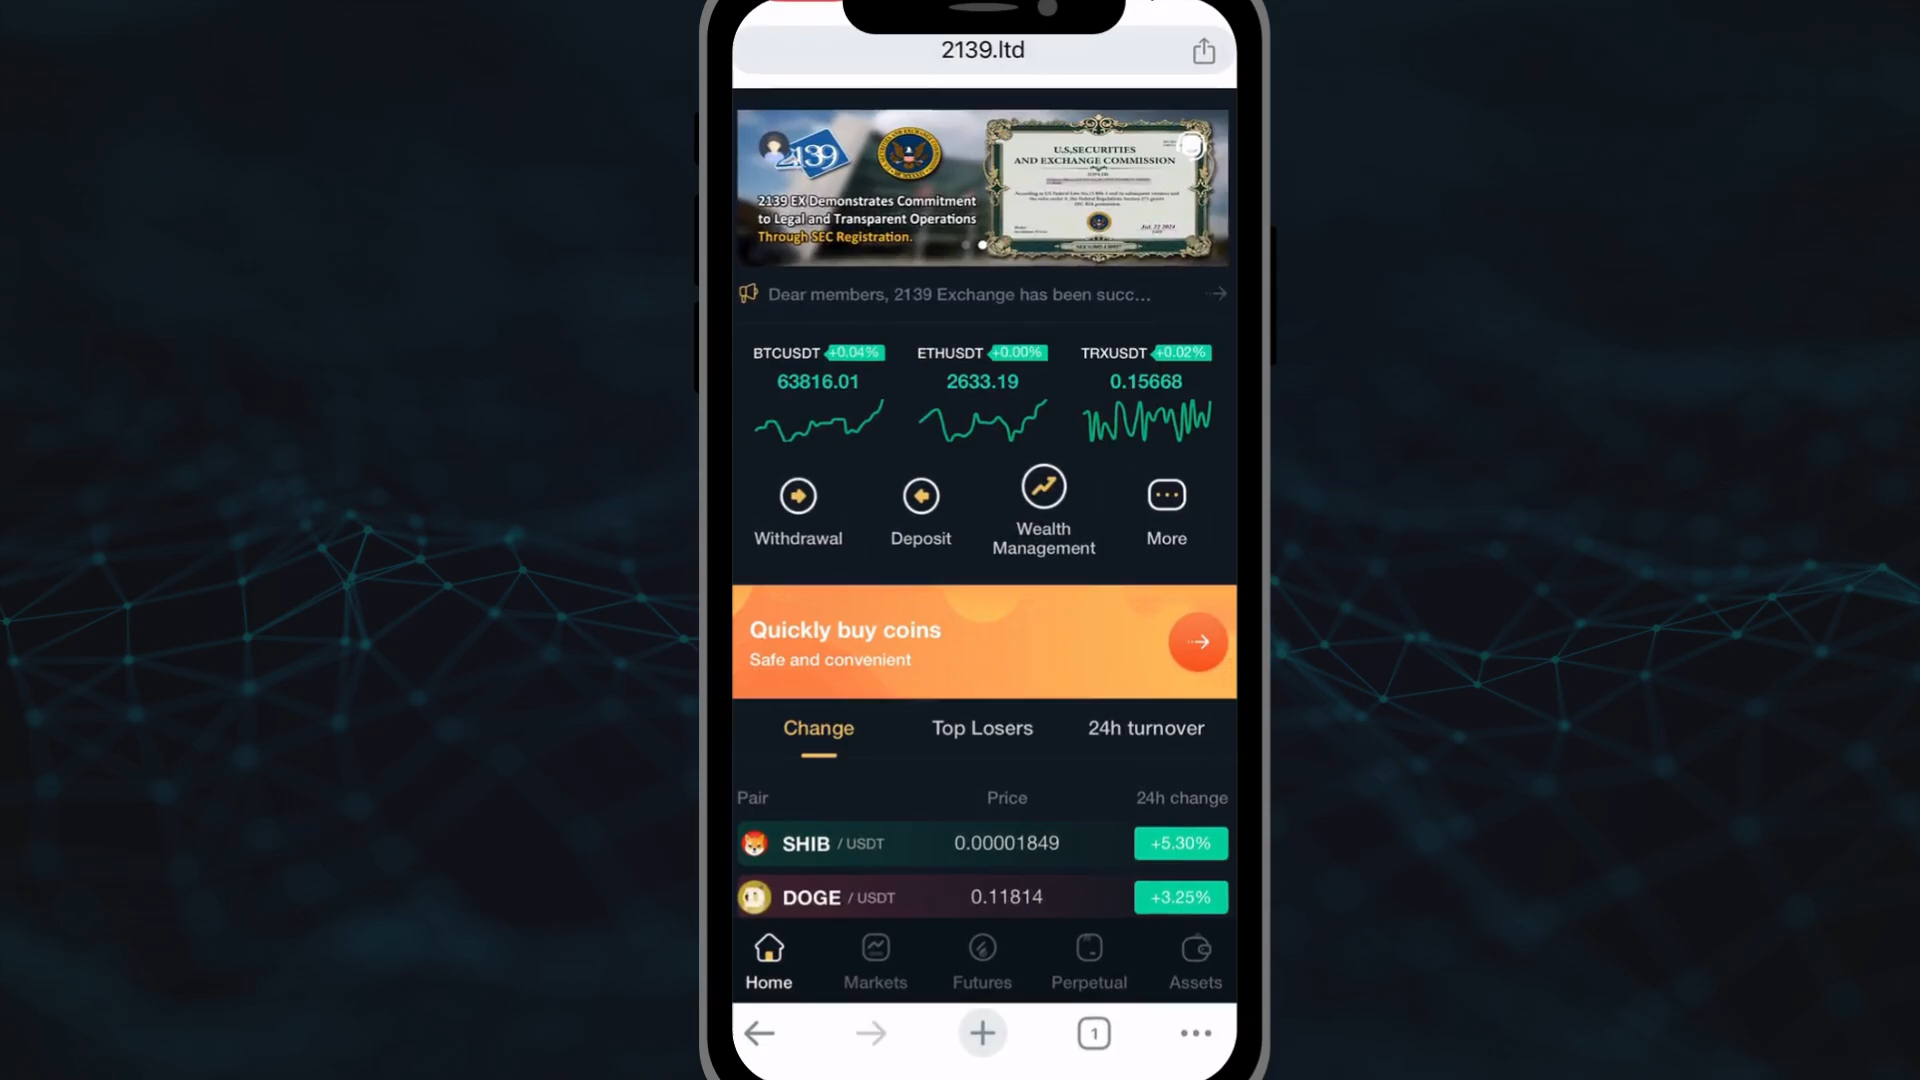 2139.ltd
2139
U.S.SECURITIES
AND EXCHANGE COMMISSION
2139 EX Demonstrates Commitment
to Legal and Transparent Operations
Through SEC Registration.
Jul. 22 2024
Dear members, 2139 Exchange has been succ...
BTCUSDT +0.04% ETHUSDT +0.00% TRXUSDT +0.02%
63816.01 2633.19 0.15668
Withdrawal Deposit Wealth Management More
Quickly buy coins
Safe and convenient
Change Top Losers 24h turnover
Pair Price 24h change
SHIB / USDT 0.00001849 +5.30%
DOGE / USDT 0.11814 +3.25%
Home Markets Futures Perpetual Assets
1